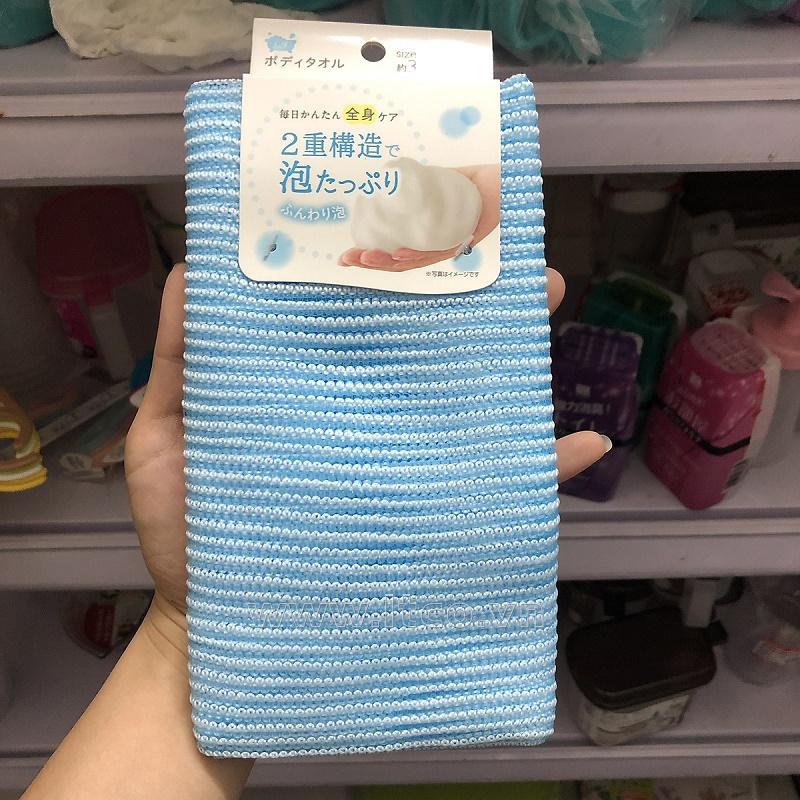 ボディタオル
size
約3
毎日かんたん 全身 ケア
2重構造で
泡たっぷり
ふんわり泡
※写真はイメージです